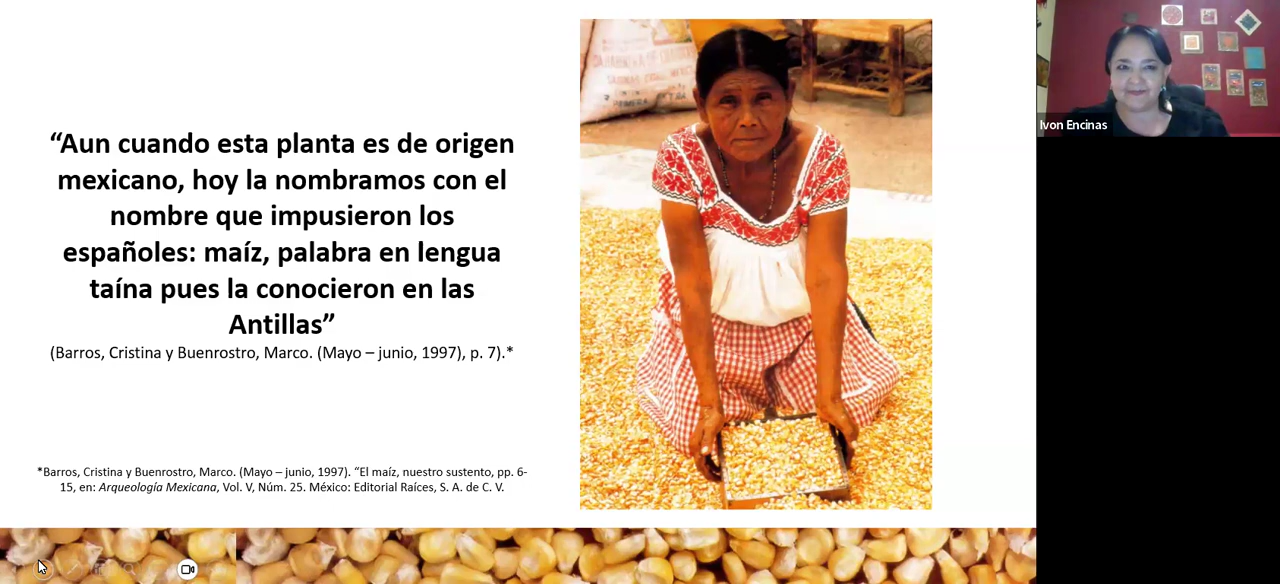 “Aun cuando esta planta es de origen
mexicano, hoy la nombramos con el
nombre que impusieron los
españoles: maíz, palabra en lengua
taína pues la conocieron en las
Antillas”
(Barros, Cristina y Buenrostro, Marco. (Mayo – junio, 1997), p. 7).*
*Barros, Cristina y Buenrostro, Marco. (Mayo – junio, 1997). “El maíz, nuestro sustento, pp. 6-
15, en: Arqueología Mexicana, Vol. V, Núm. 25. México: Editorial Raíces, S. A. de C. V.
Ivon Encinas